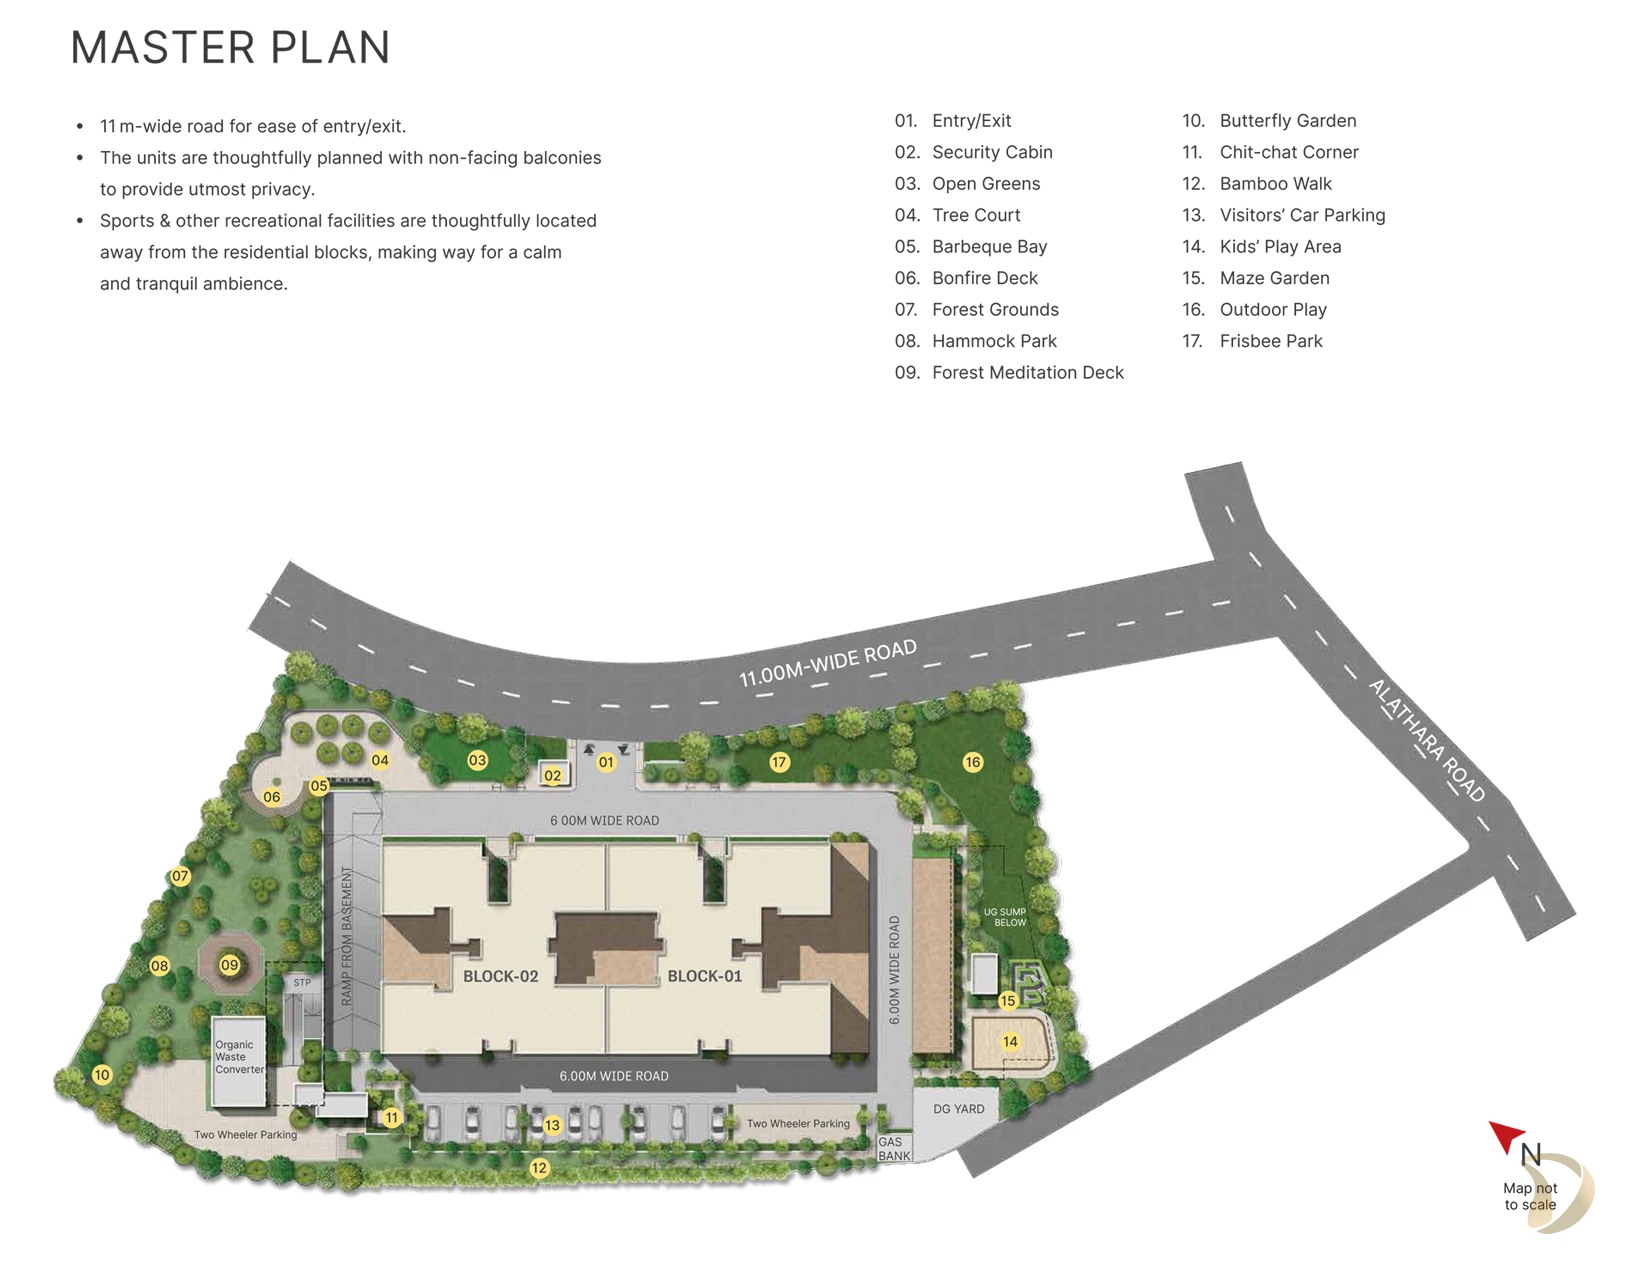 MASTER PLAN
• 11 m-wide road for ease of entry/exit.
• The units are thoughtfully planned with non-facing balconies
to provide utmost privacy.
• Sports & other recreational facilities are thoughtfully located
away from the residential blocks, making way for a calm
and tranquil ambience.
01. Entry/Exit
02. Security Cabin
03. Open Greens
04. Tree Court
05. Barbeque Bay
06. Bonfire Deck
07. Forest Grounds
08. Hammock Park
09. Forest Meditation Deck
10. Butterfly Garden
11. Chit-chat Corner
12. Bamboo Walk
13. Visitors’ Car Parking
14. Kids’ Play Area
15. Maze Garden
16. Outdoor Play
17. Frisbee Park
11.00M-WIDE ROAD
ALATHARA ROAD
04
03
02
01
17
16
05
06
6 00M WIDE ROAD
07
RAMP FROM BASEMENT
UG SUMP
BELOW
6.00M WIDE ROAD
08
09
BLOCK-02
BLOCK-01
STP
15
14
Organic
Waste
Converter
10
6.00M WIDE ROAD
11
13
Two Wheeler Parking
DG YARD
Two Wheeler Parking
GAS
BANK
12
N
Map not
to scale